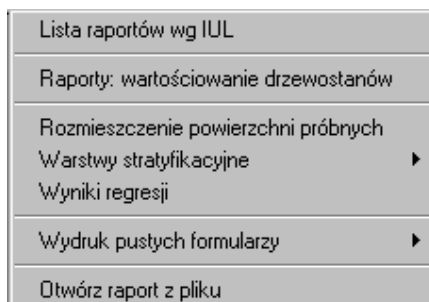 Lista raportów wg IUL
Raporty: wartościowanie drzewostanów
Rozmieszczenie powierzchni próbnych
Warstwy stratyfikacyjne
Wyniki regresji
Wydruk pustych formularzy
Otwórz raport z pliku